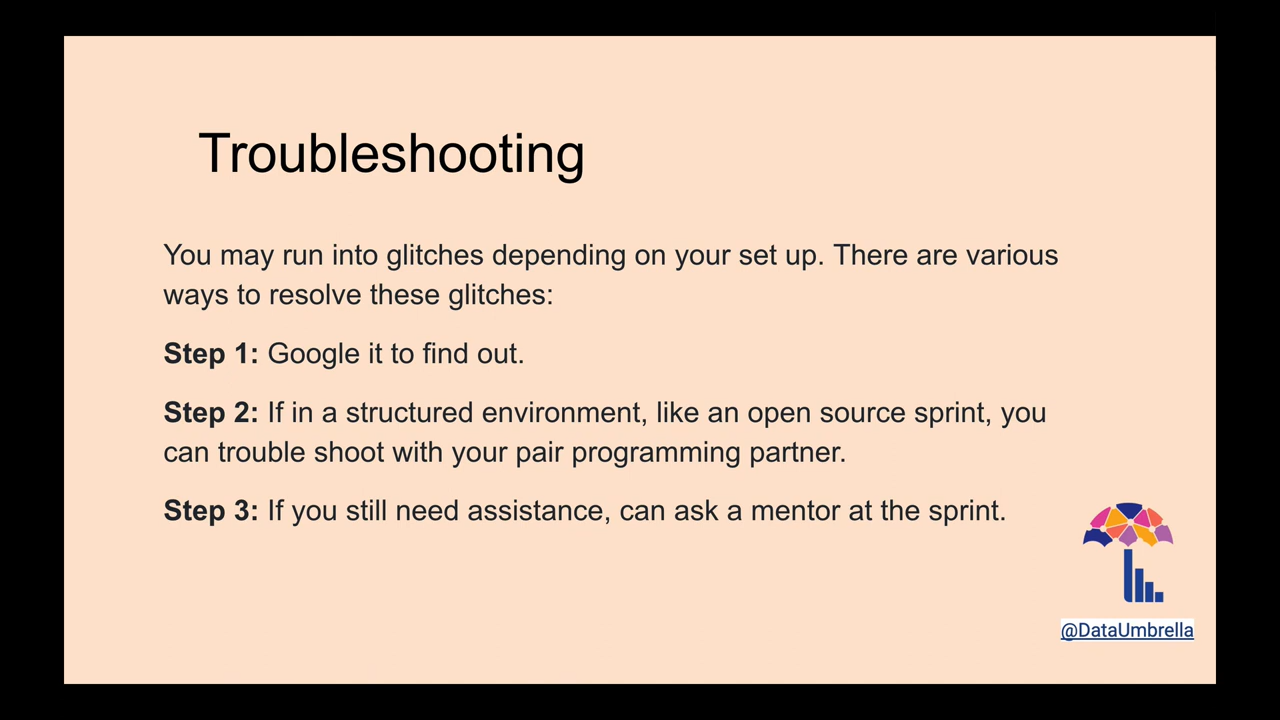 Troubleshooting
You may run into glitches depending on your set up. There are various
ways to resolve these glitches:
Step 1: Google it to find out.
Step 2: If in a structured environment, like an open source sprint, you
can trouble shoot with your pair programming partner.
Step 3: If you still need assistance, can ask a mentor at the sprint.
@DataUmbrella